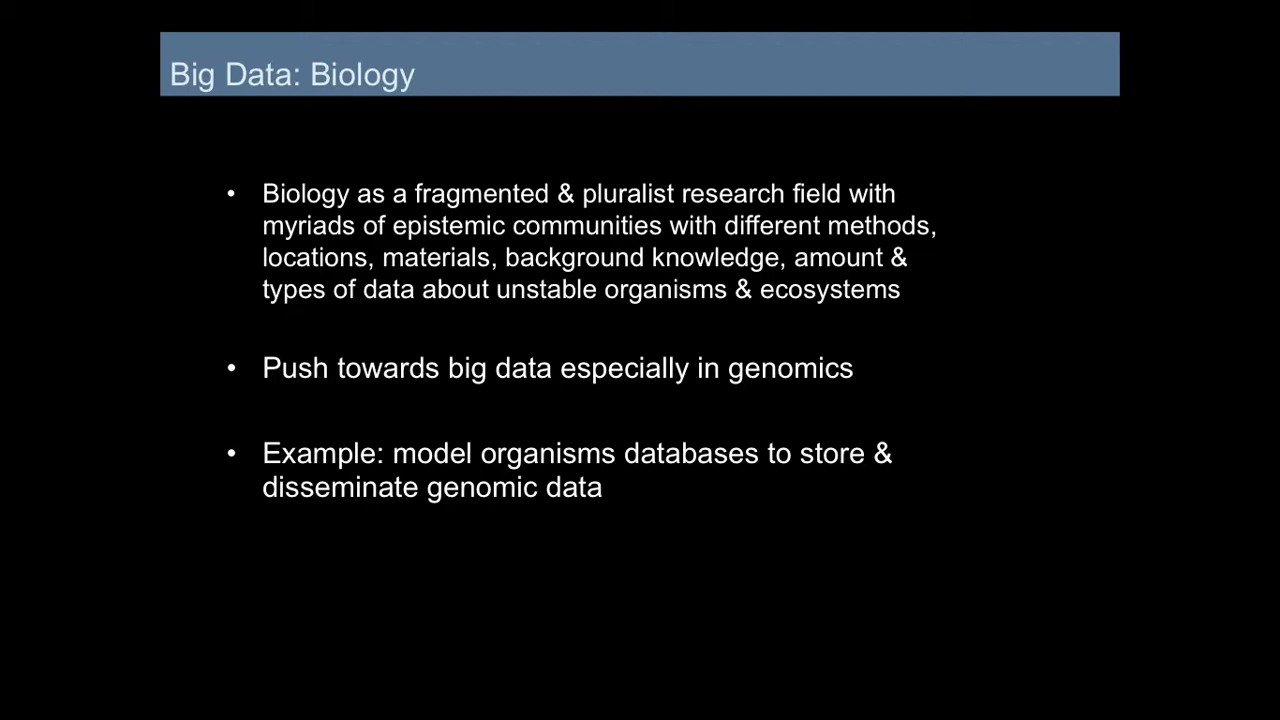 Big Data: Biology
• Biology as a fragmented & pluralist research field with
myriads of epistemic communities with different methods,
locations, materials, background knowledge, amount &
types of data about unstable organisms & ecosystems
• Push towards big data especially in genomics
• Example: model organisms databases to store &
disseminate genomic data